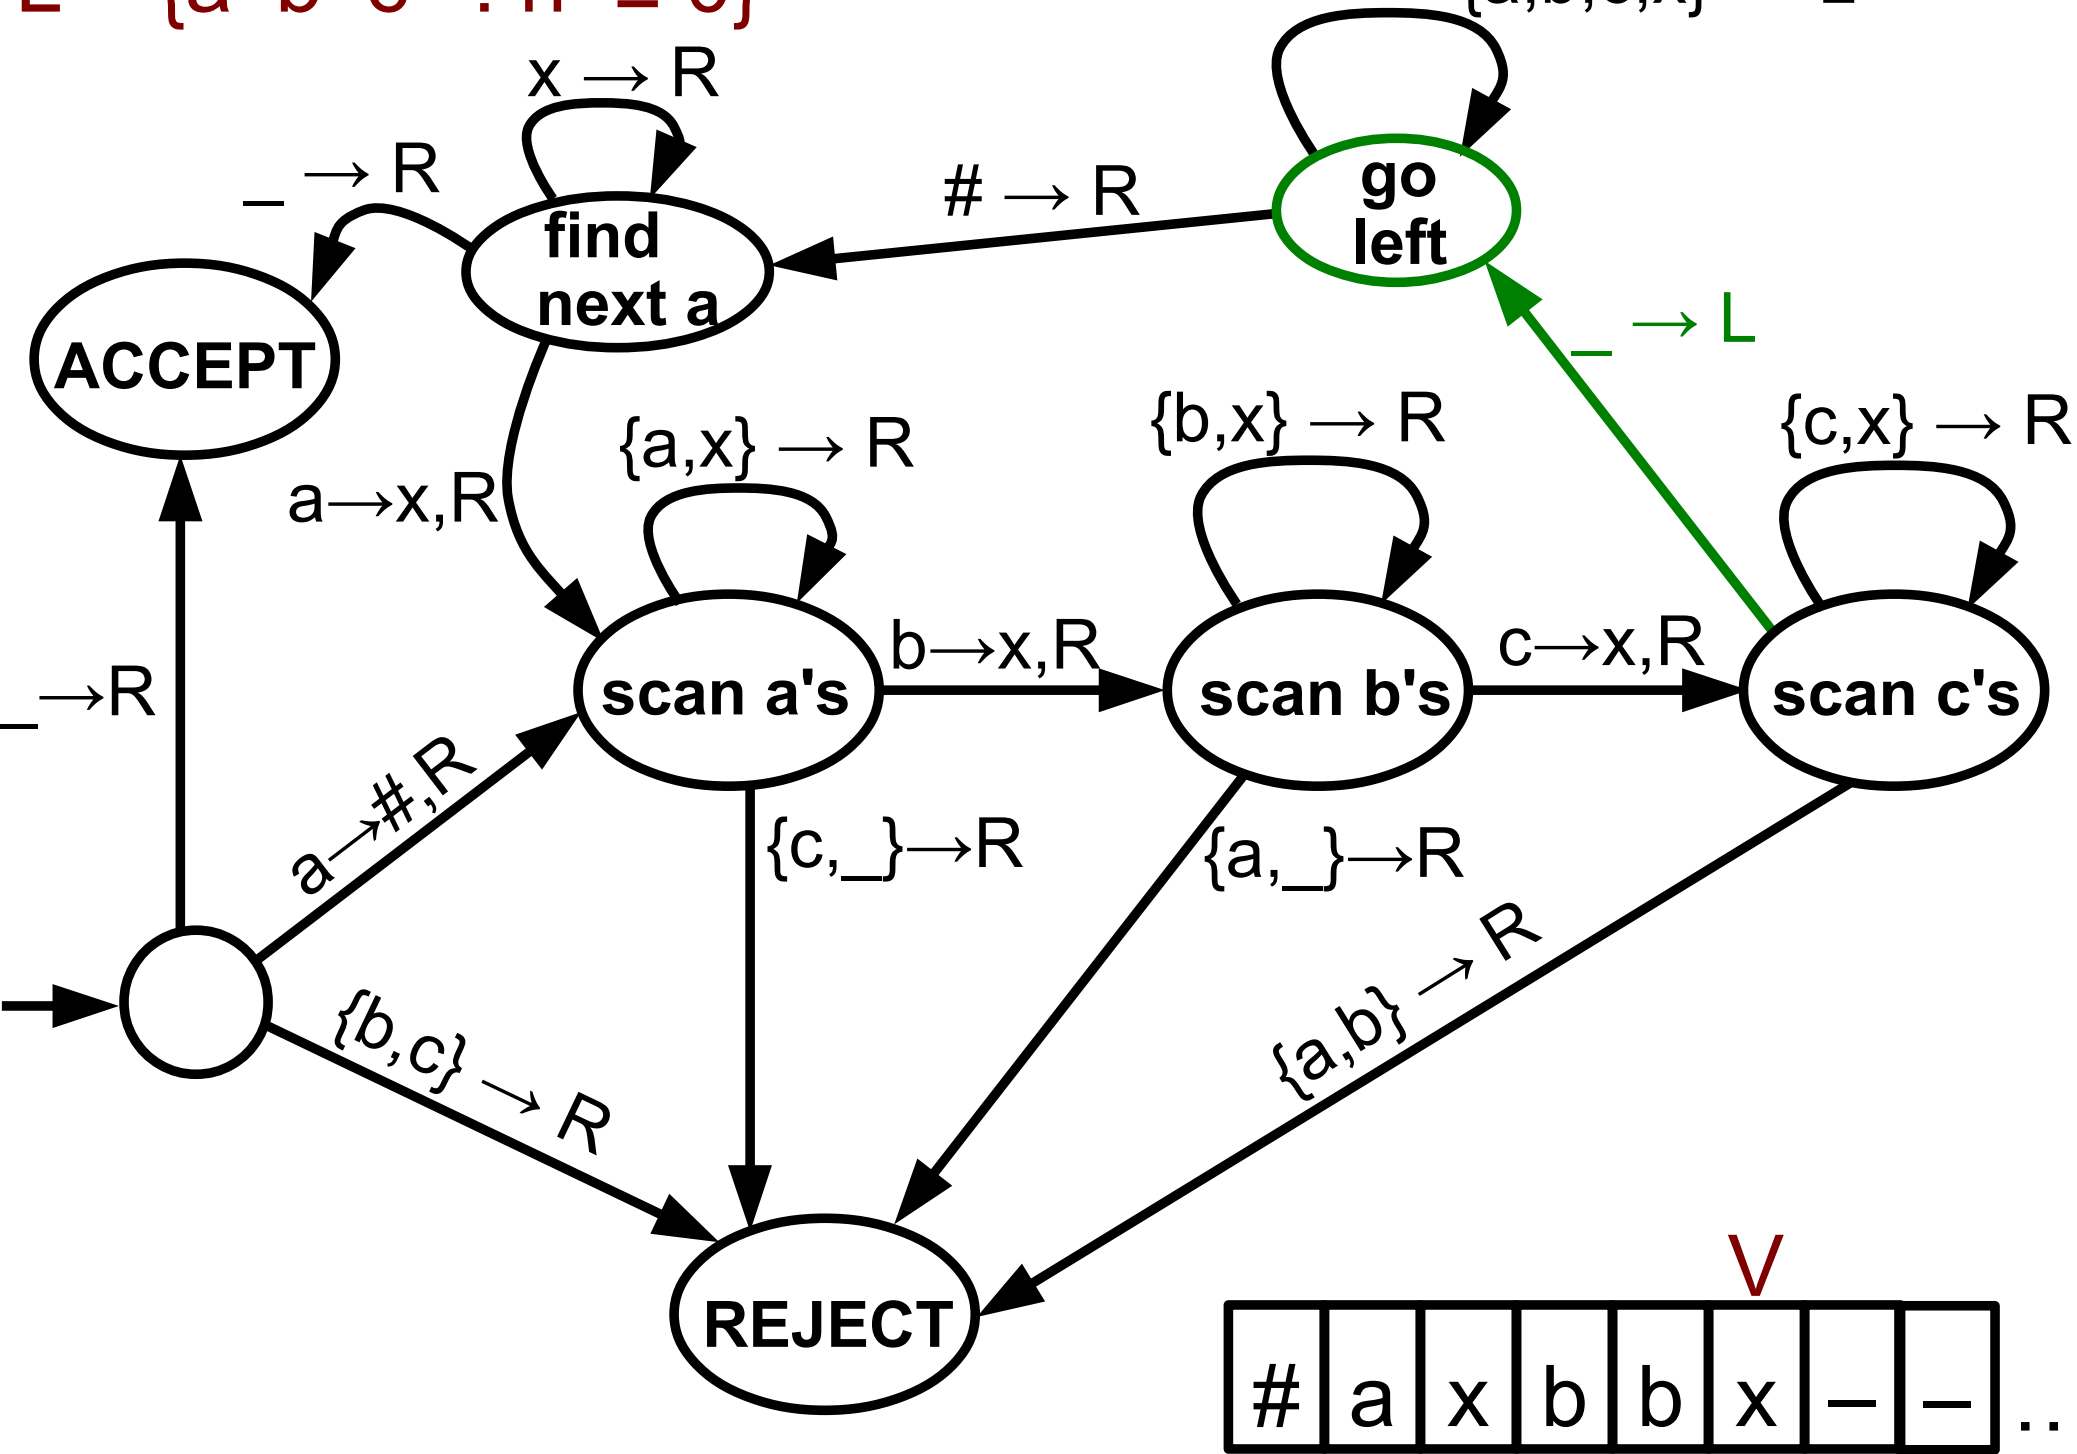 x → R
_ → R
# → R
find
next a
go
left
ACCEPT
_ → L
{a,x} → R
{b,x} → R
{c,x} → R
a→x,R
b→x,R
c→x,R
_→R
scan a's
scan b's
scan c's
a→#,R
{c,_}→R
{a,_}→R
{b,c} → R
{a,b} → R
REJECT
V
# a x b b x _ _ ..